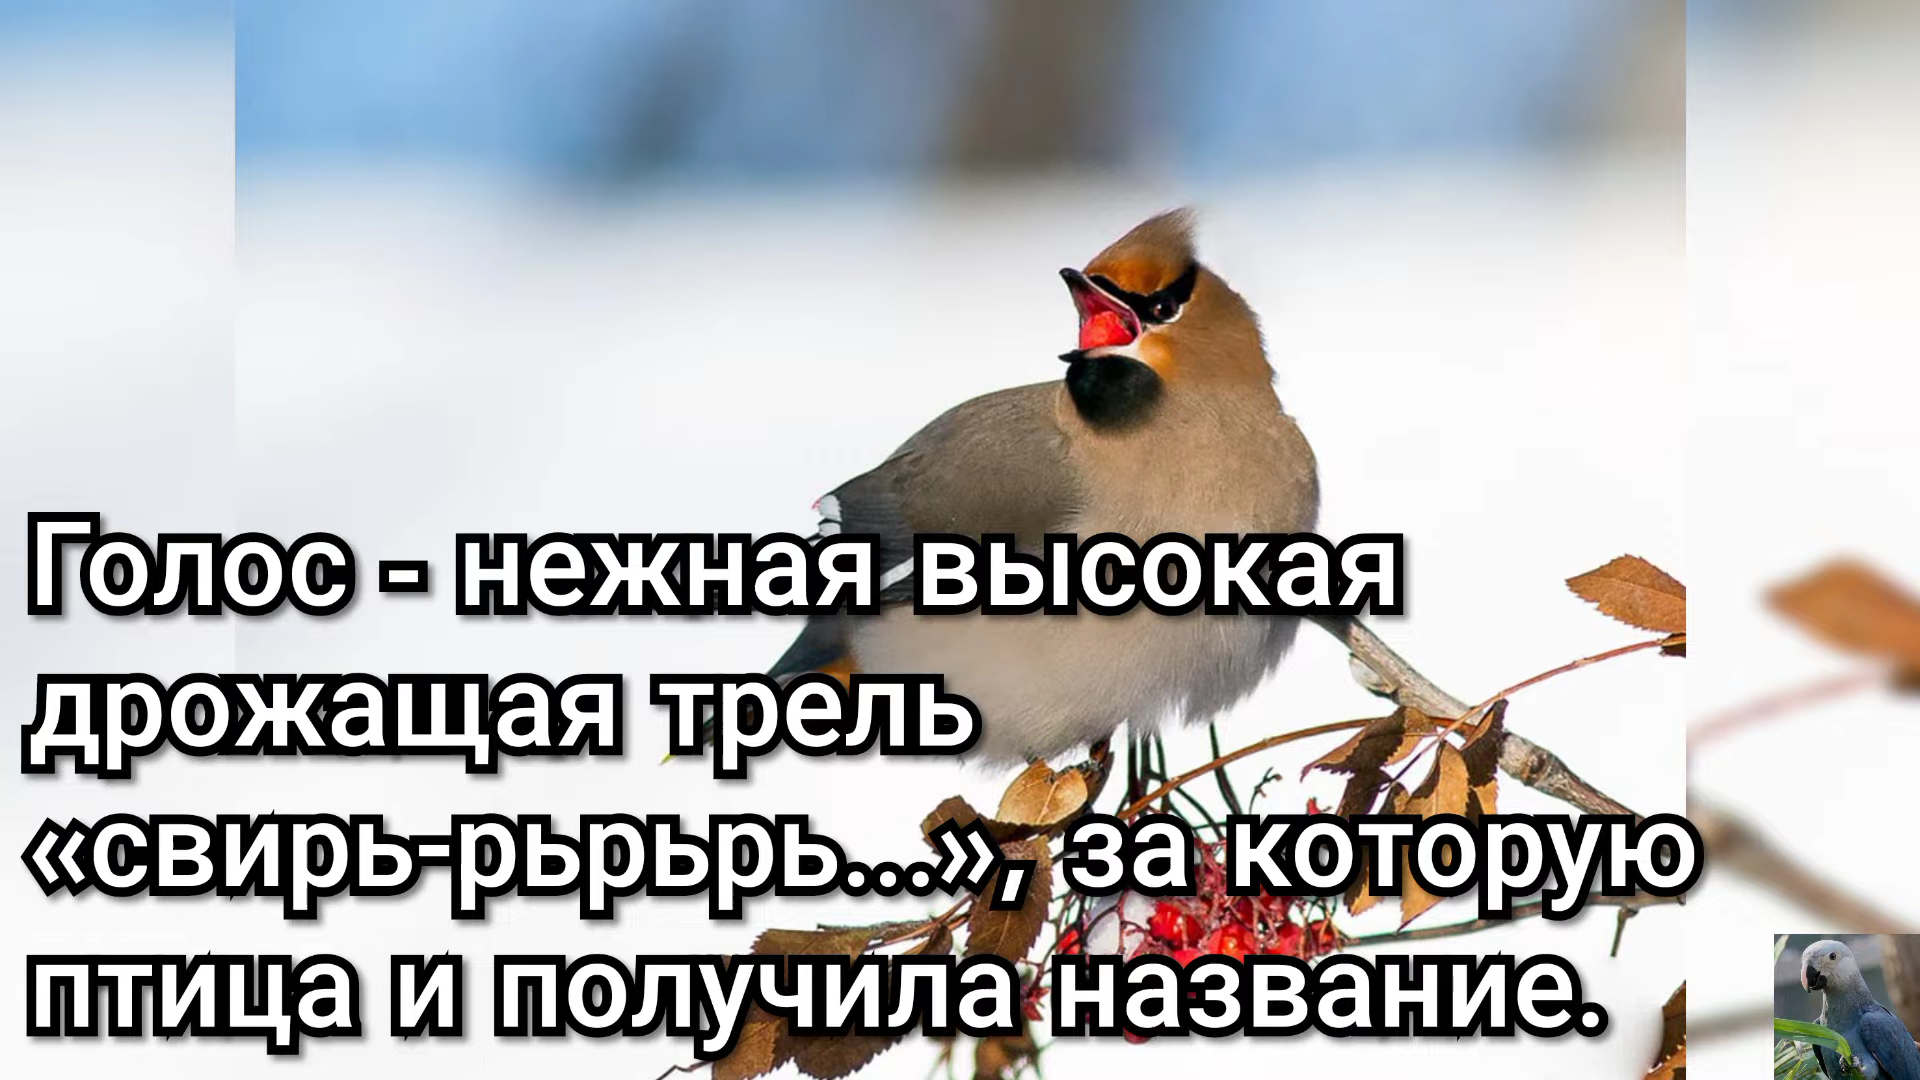 Голос - нежная высокая
дрожащая трель
«свирь-рьрьрь...», за которую
птица и получила название.